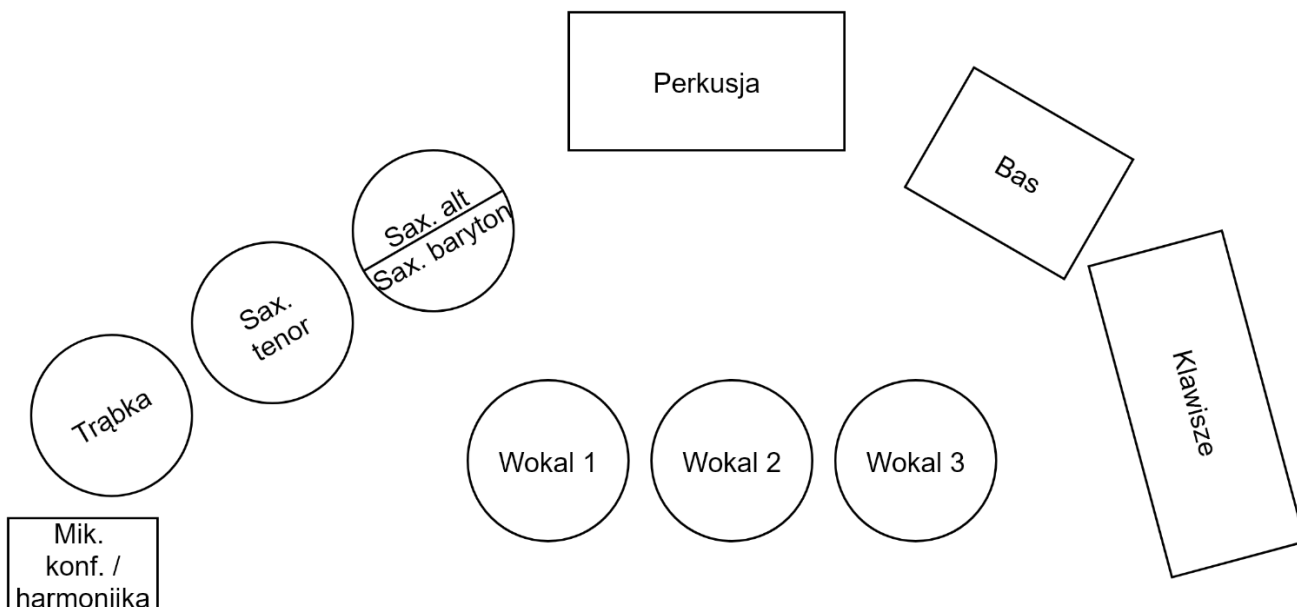 Perkusja
Bas
Sax. alt
Sax. baryton
Sax.
tenor
Trąbka
Klawisze
Wokal 1
Wokal 2
Wokal 3
Mik.
konf. /
harmonijka